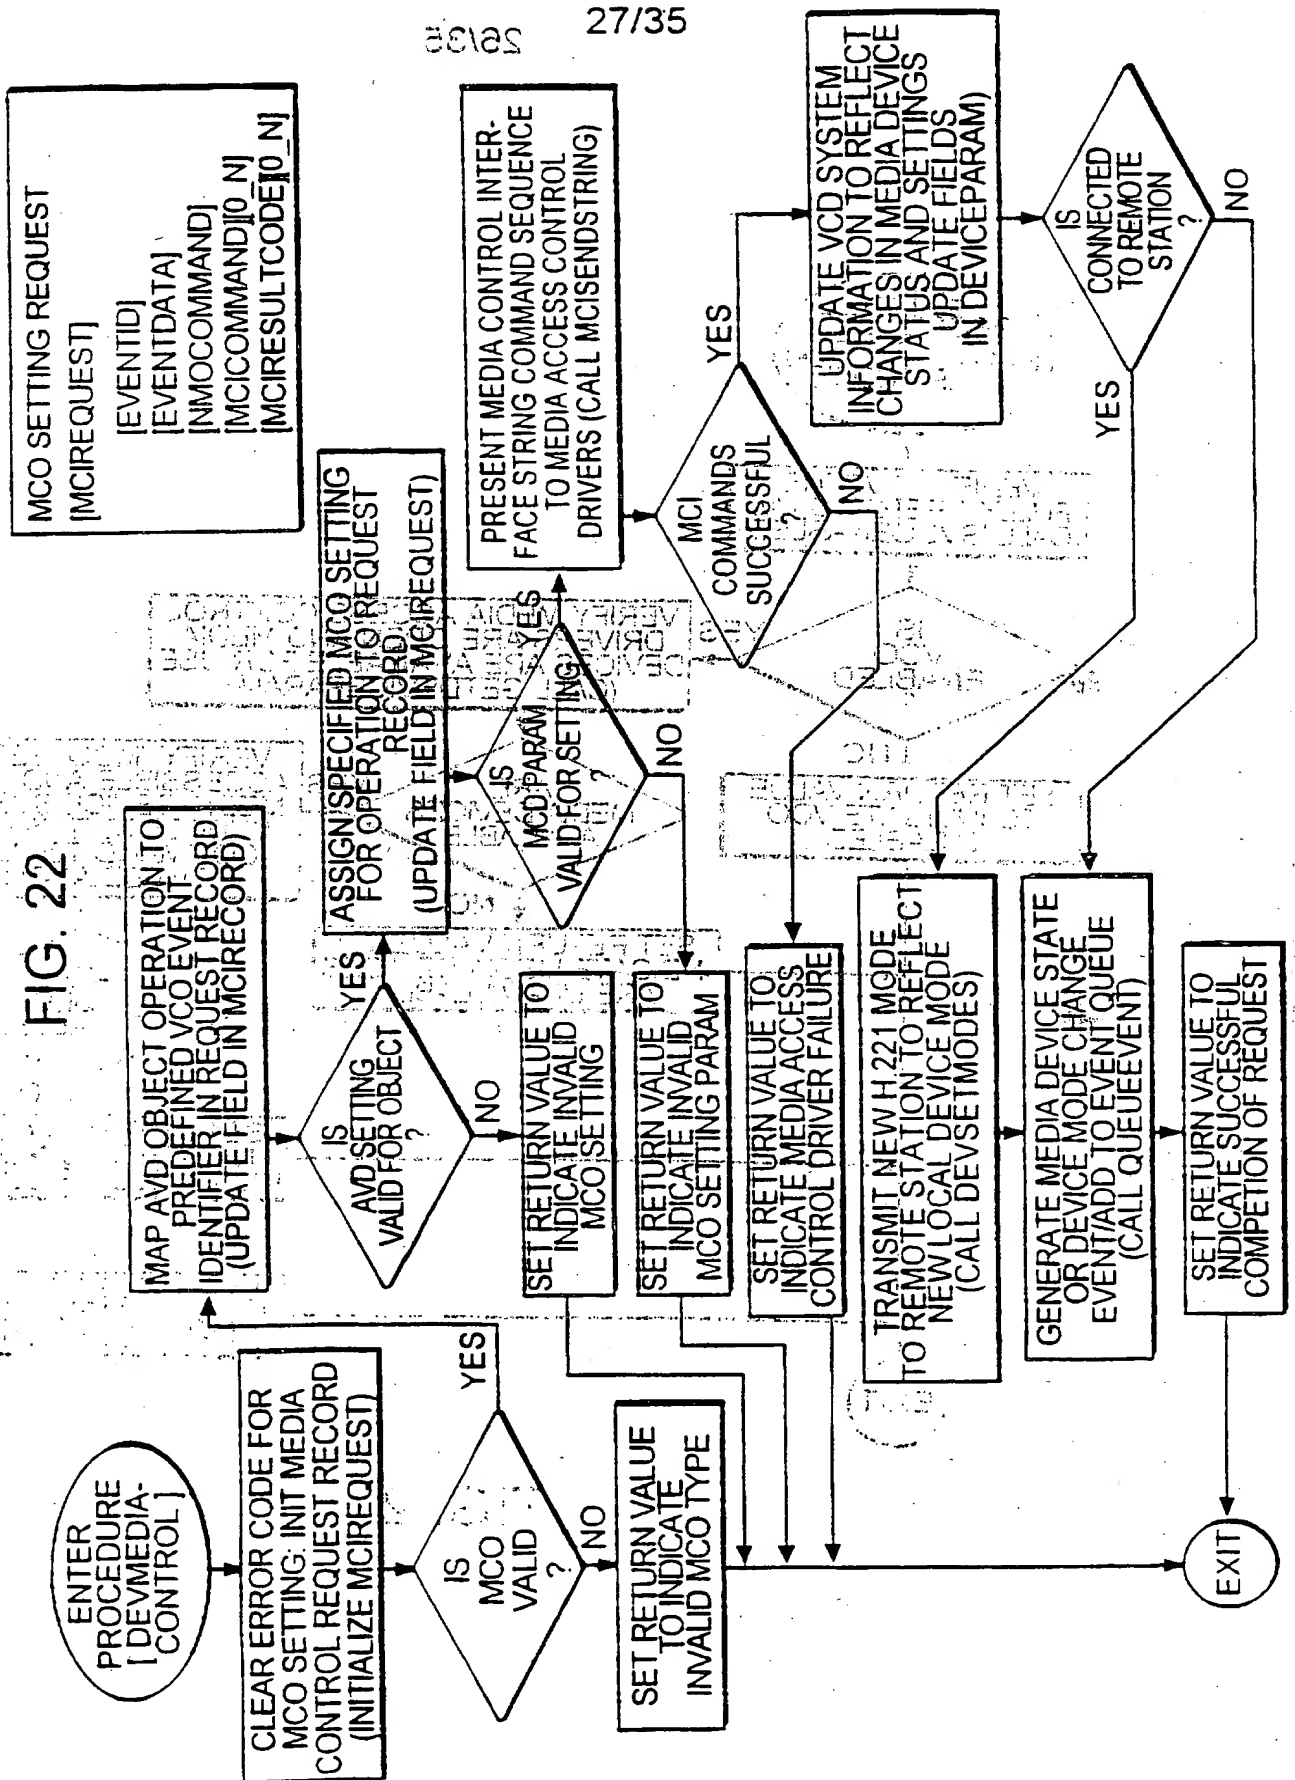 27/35
26/35
FIG. 22
MCO SETTING REQUEST
[MCIREQUEST]
[EVENTID]
[EVENTDATA]
[NMOCOMMAND]
[MCICOMMAND][0_N]
[MCIRESULTCODE][0_N]
ENTER
PROCEDURE
[ DEVMEDIA-
CONTROL ]
CLEAR ERROR CODE FOR
MCO SETTING: INIT MEDIA
CONTROL REQUEST RECORD
(INITIALIZE MCIREQUEST)
IS
MCO
VALID
?
YES
NO
SET RETURN VALUE
TO INDICATE
INVALID MCO TYPE
MAP AVD OBJECT OPERATION TO
PREDEFINED VCO EVENT
IDENTIFIER IN REQUEST RECORD
(UPDATE FIELD IN MCIRECORD)
IS
AVD SETTING
VALID FOR OBJECT
?
YES
NO
SET RETURN VALUE TO
INDICATE INVALID
MCO SETTING
ASSIGN SPECIFIED MCO SETTING
FOR OPERATION TO REQUEST
RECORD
(UPDATE FIELD IN MCIREQUEST)
IS
MCD PARAM
VALID FOR SETTING
?
YES
NO
SET RETURN VALUE TO
INDICATE INVALID
MCO SETTING PARAM
PRESENT MEDIA CONTROL INTER-
FACE STRING COMMAND SEQUENCE
TO MEDIA ACCESS CONTROL
DRIVERS (CALL MCISENDSTRING)
MCI
COMMANDS
SUCCESSFUL
?
YES
NO
SET RETURN VALUE TO
INDICATE MEDIA ACCESS
CONTROL DRIVER FAILURE
UPDATE VCD SYSTEM
INFORMATION TO REFLECT
CHANGES IN MEDIA DEVICE
STATUS AND SETTINGS
UPDATE FIELDS
IN DEVICEPARAM)
IS
CONNECTED
TO REMOTE
STATION
?
YES
NO
TRANSMIT NEW H.2221 MODE
TO REMOTE STATION TO REFLECT
NEW LOCAL DEVICE MODE
(CALL DEVSETMODES)
GENERATE MEDIA DEVICE STATE
OR DEVICE MODE CHANGE
EVENT/ADD TO EVENT QUEUE
(CALL QUEUEEVENT)
SET RETURN VALUE TO
INDICATE SUCCESSFUL
COMPETION OF REQUEST
EXIT